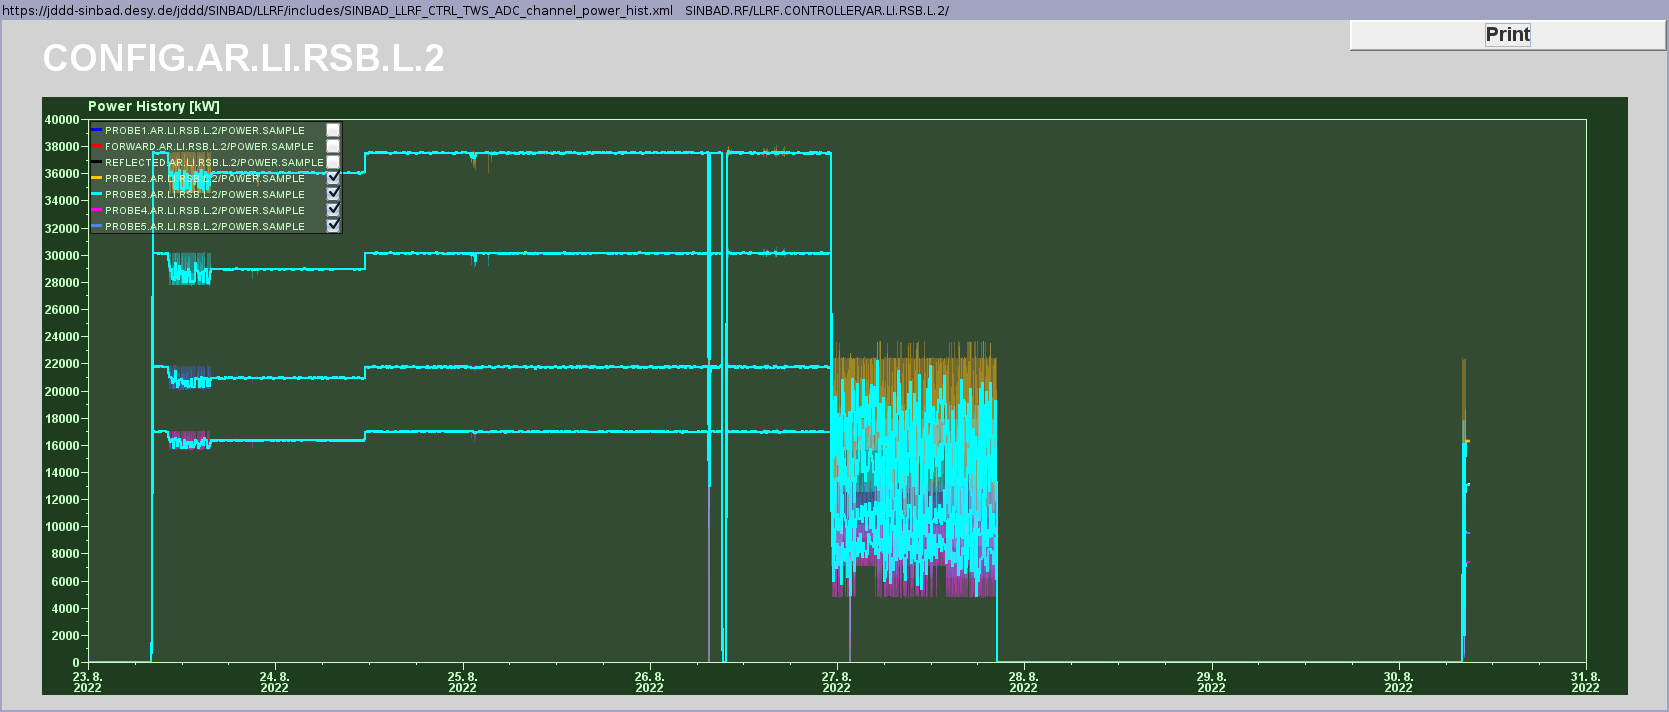 https://jddd-sinbad.desy.de/jddd/SINBAD/LLRF/includes/SINBAD_LLRF_CTRL_TWS_ADC_channel_power_hist.xml SINBAD.RF/LLRF.CONTROLLER/AR.LI.RSB.L.2/
Print
CONFIG.AR.LI.RSB.L.2
Power History [kW]
40000
38000
36000
34000
32000
30000
28000
26000
24000
22000
20000
18000
16000
14000
12000
10000
8000
6000
4000
2000
0
PROBE1.AR.LI.RSB.L.2/POWER.SAMPLE
FORWARD.AR.LI.RSB.L.2/POWER.SAMPLE
REFLECTED.AR.LI.RSB.L.2/POWER.SAMPLE
PROBE2.AR.LI.RSB.L.2/POWER.SAMPLE
PROBE3.AR.LI.RSB.L.2/POWER.SAMPLE
PROBE4.AR.LI.RSB.L.2/POWER.SAMPLE
PROBE5.AR.LI.RSB.L.2/POWER.SAMPLE
23. 8. 24. 8. 25. 8. 26. 8. 27. 8. 28. 8. 29. 8. 30. 8. 31. 8.
2022 2022 2022 2022 2022 2022 2022 2022 2022